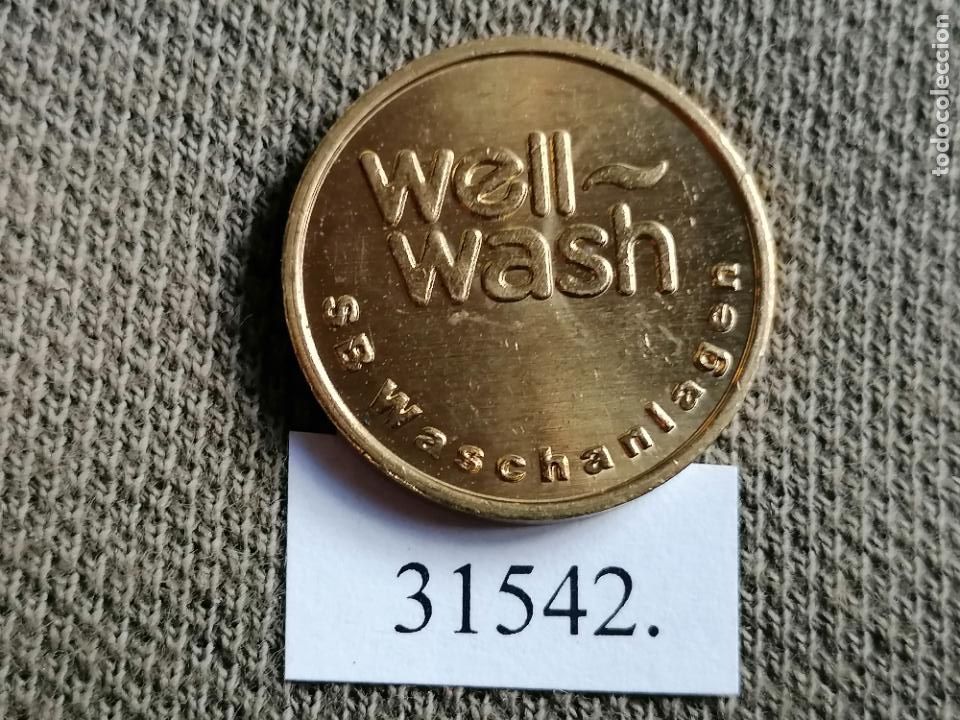 well~
wash
SB Waschanlagen
31542.
todocoleccion